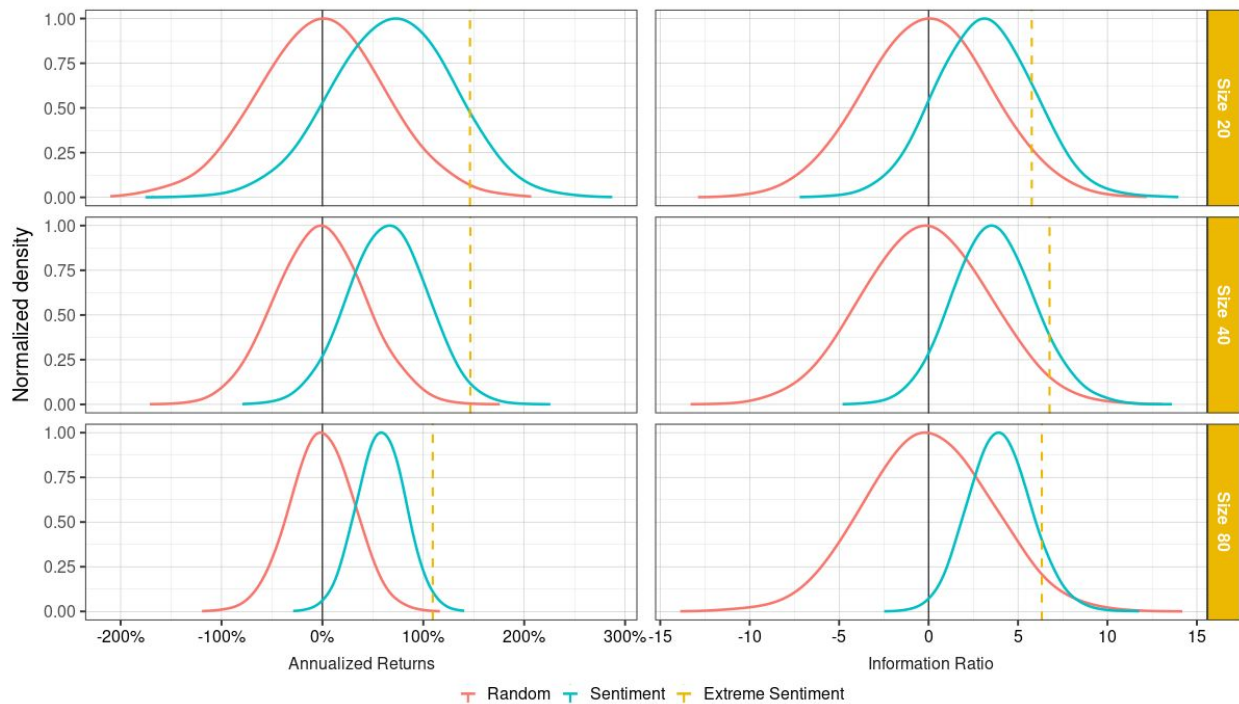 Normalized density
1.00
0.75
0.50
0.25
0.00
Size 20
1.00
0.75
0.50
0.25
0.00
Size 40
1.00
0.75
0.50
0.25
0.00
Size 80
-200% -100% 0% 100% 200% 300% -15 -10 -5 0 5 10 15
Annualized Returns Information Ratio
Random Sentiment Extreme Sentiment